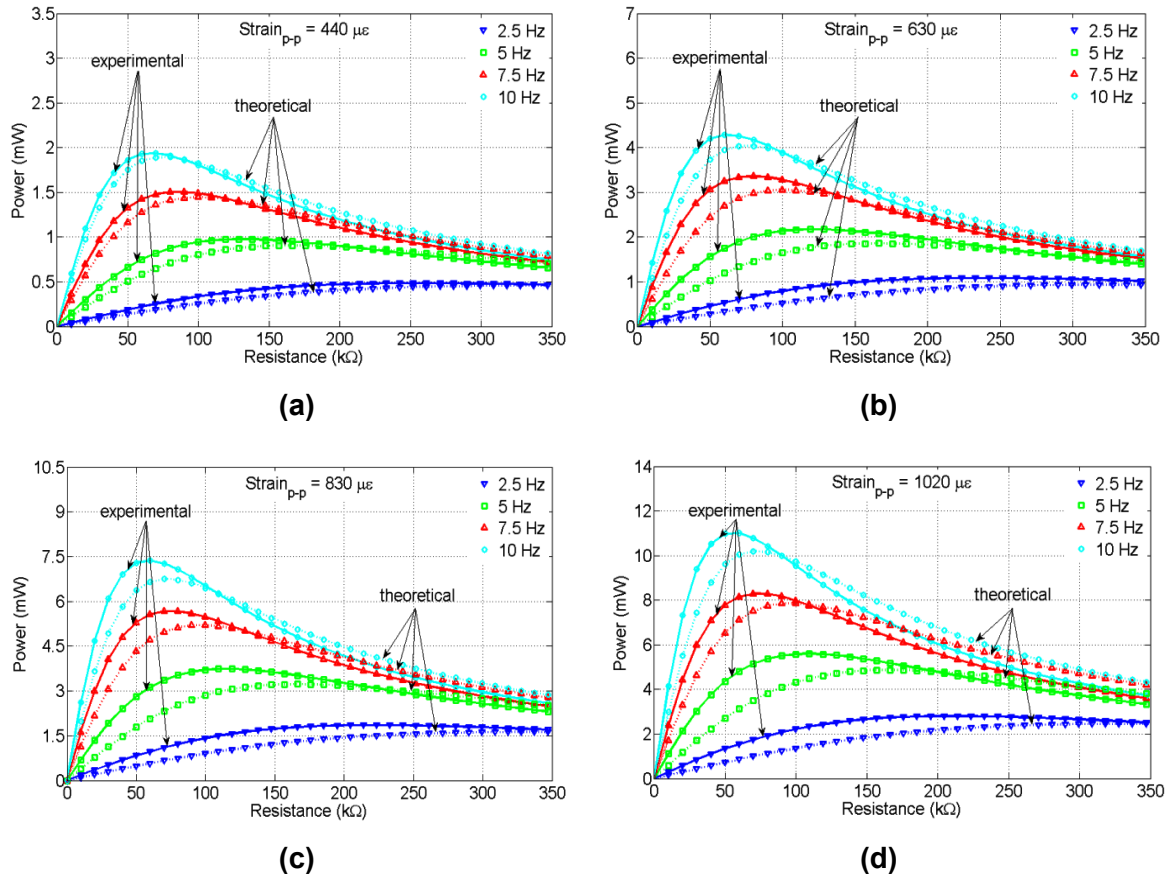 Strain p-p = 440 με
2.5 Hz
5 Hz
7.5 Hz
10 Hz
experimental
theoretical
Power (mW)
3.5
3
2.5
2
1.5
1
0.5
0
0 50 100 150 200 250 300 350
Resistance (kΩ)
(a)
Strain p-p = 630 με
2.5 Hz
5 Hz
7.5 Hz
10 Hz
experimental
theoretical
Power (mW)
7
6
5
4
3
2
1
0
0 50 100 150 200 250 300 350
Resistance (kΩ)
(b)
Strain p-p = 830 με
2.5 Hz
5 Hz
7.5 Hz
10 Hz
experimental
theoretical
Power (mW)
10.5
9
7.5
6
4.5
3
1.5
0
0 50 100 150 200 250 300 350
Resistance (kΩ)
(c)
Strain p-p = 1020 με
2.5 Hz
5 Hz
7.5 Hz
10 Hz
experimental
theoretical
Power (mW)
14
12
10
8
6
4
2
0
0 50 100 150 200 250 300 350
Resistance (kΩ)
(d)